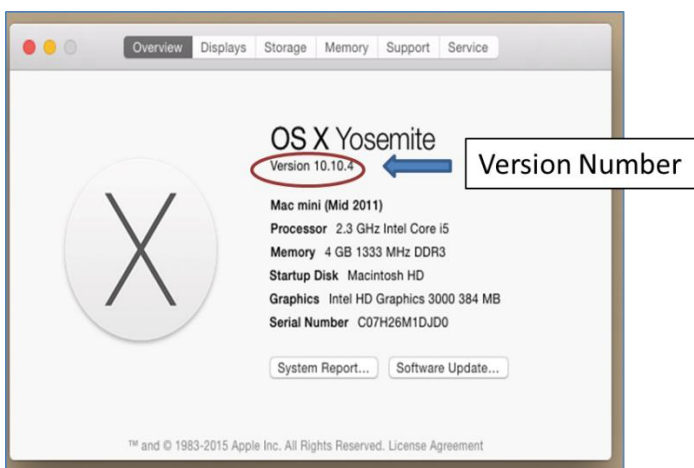 Overview Displays Storage Memory Support Service
OS X Yosemite
Version 10.10.4
Version Number
Mac mini (Mid 2011)
Processor 2.3 GHz Intel Core i5
Memory 4 GB 1333 MHz DDR3
Startup Disk Macintosh HD
Graphics Intel HD Graphics 3000 384 MB
Serial Number C07H26M1DJD0
System Report... Software Update...
™ and © 1983-2015 Apple Inc. All Rights Reserved. License Agreement